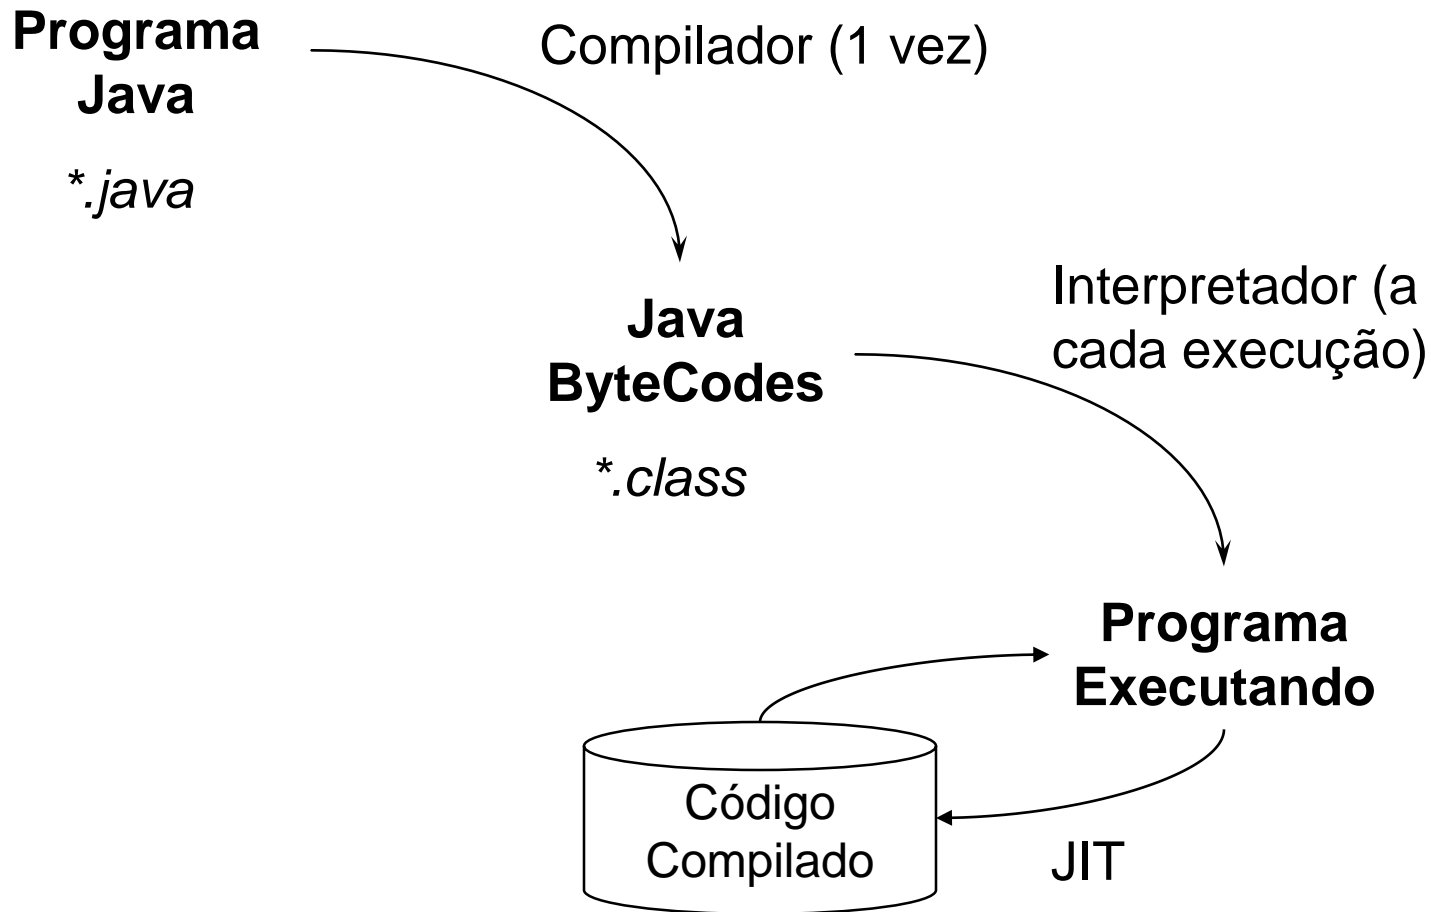 Programa
Java
*.java
Compilador (1 vez)
Java
ByteCodes
*.class
Interpretador (a
cada execução)
Programa
Executando
Código
Compilado
JIT